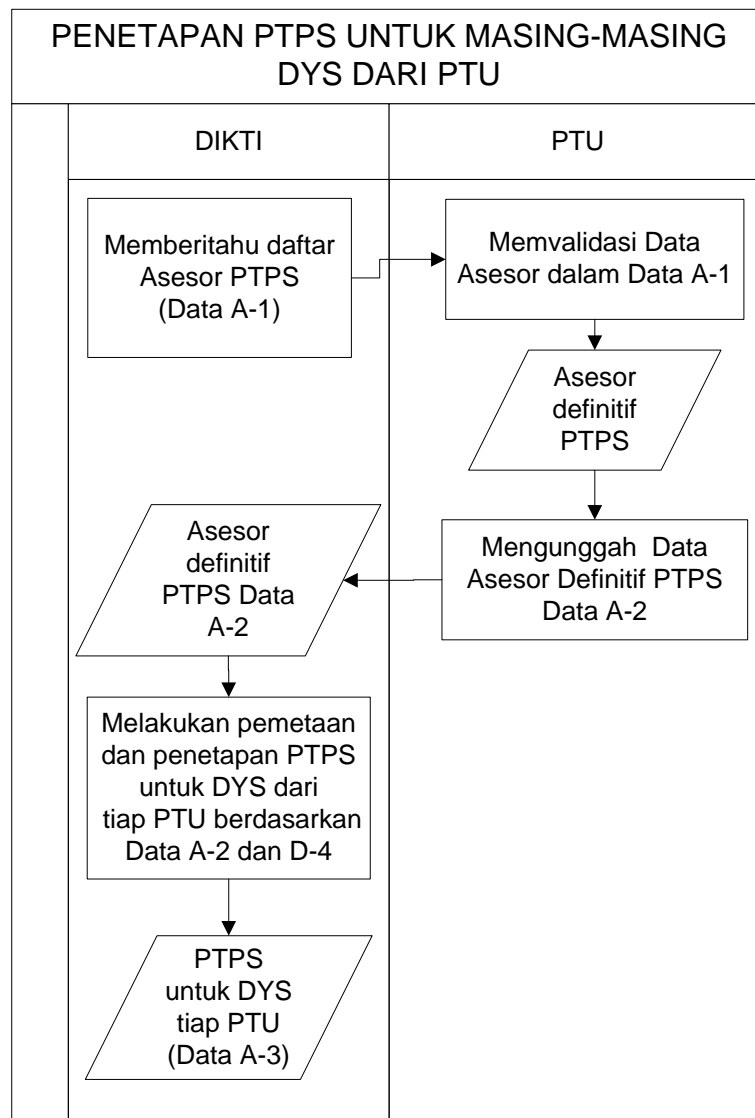 PENETAPAN PTPS UNTUK MASING-MASING
DYS DARI PTU
DIKTI
PTU
Memberitahu daftar
Asesor PTPS
(Data A-1)
Memvalidasi Data
Asesor dalam Data A-1
Asesor
definitif
PTPS
Mengunggah Data
Asesor Definitif PTPS
Data A-2
Asesor
definitif
PTPS Data
A-2
Melakukan pemetaan
dan penetapan PTPS
untuk DYS dari
tiap PTU berdasarkan
Data A-2 dan D-4
PTPS
untuk DYS
tiap PTU
(Data A-3)